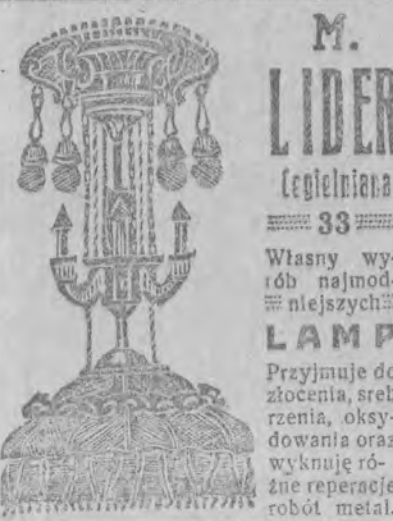 M.
LIDER
Cegielniana
33
Własny wy-
rób najmod-
niejszych
LAMP
Przyjmuje do
złocenia, sreb
rzenia, oksy-
dowania oraz
wyknuję ró-
żne reperacje
robót metal.